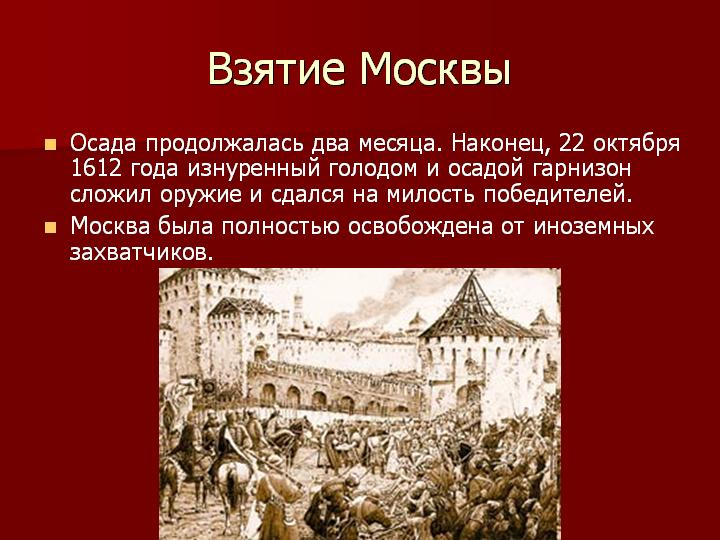 Взятие Москвы
Осада продолжалась два месяца. Наконец, 22 октября
1612 года изнуренный голодом и осадой гарнизон
сложил оружие и сдался на милость победителей.
Москва была полностью освобождена от иноземных
захватчиков.